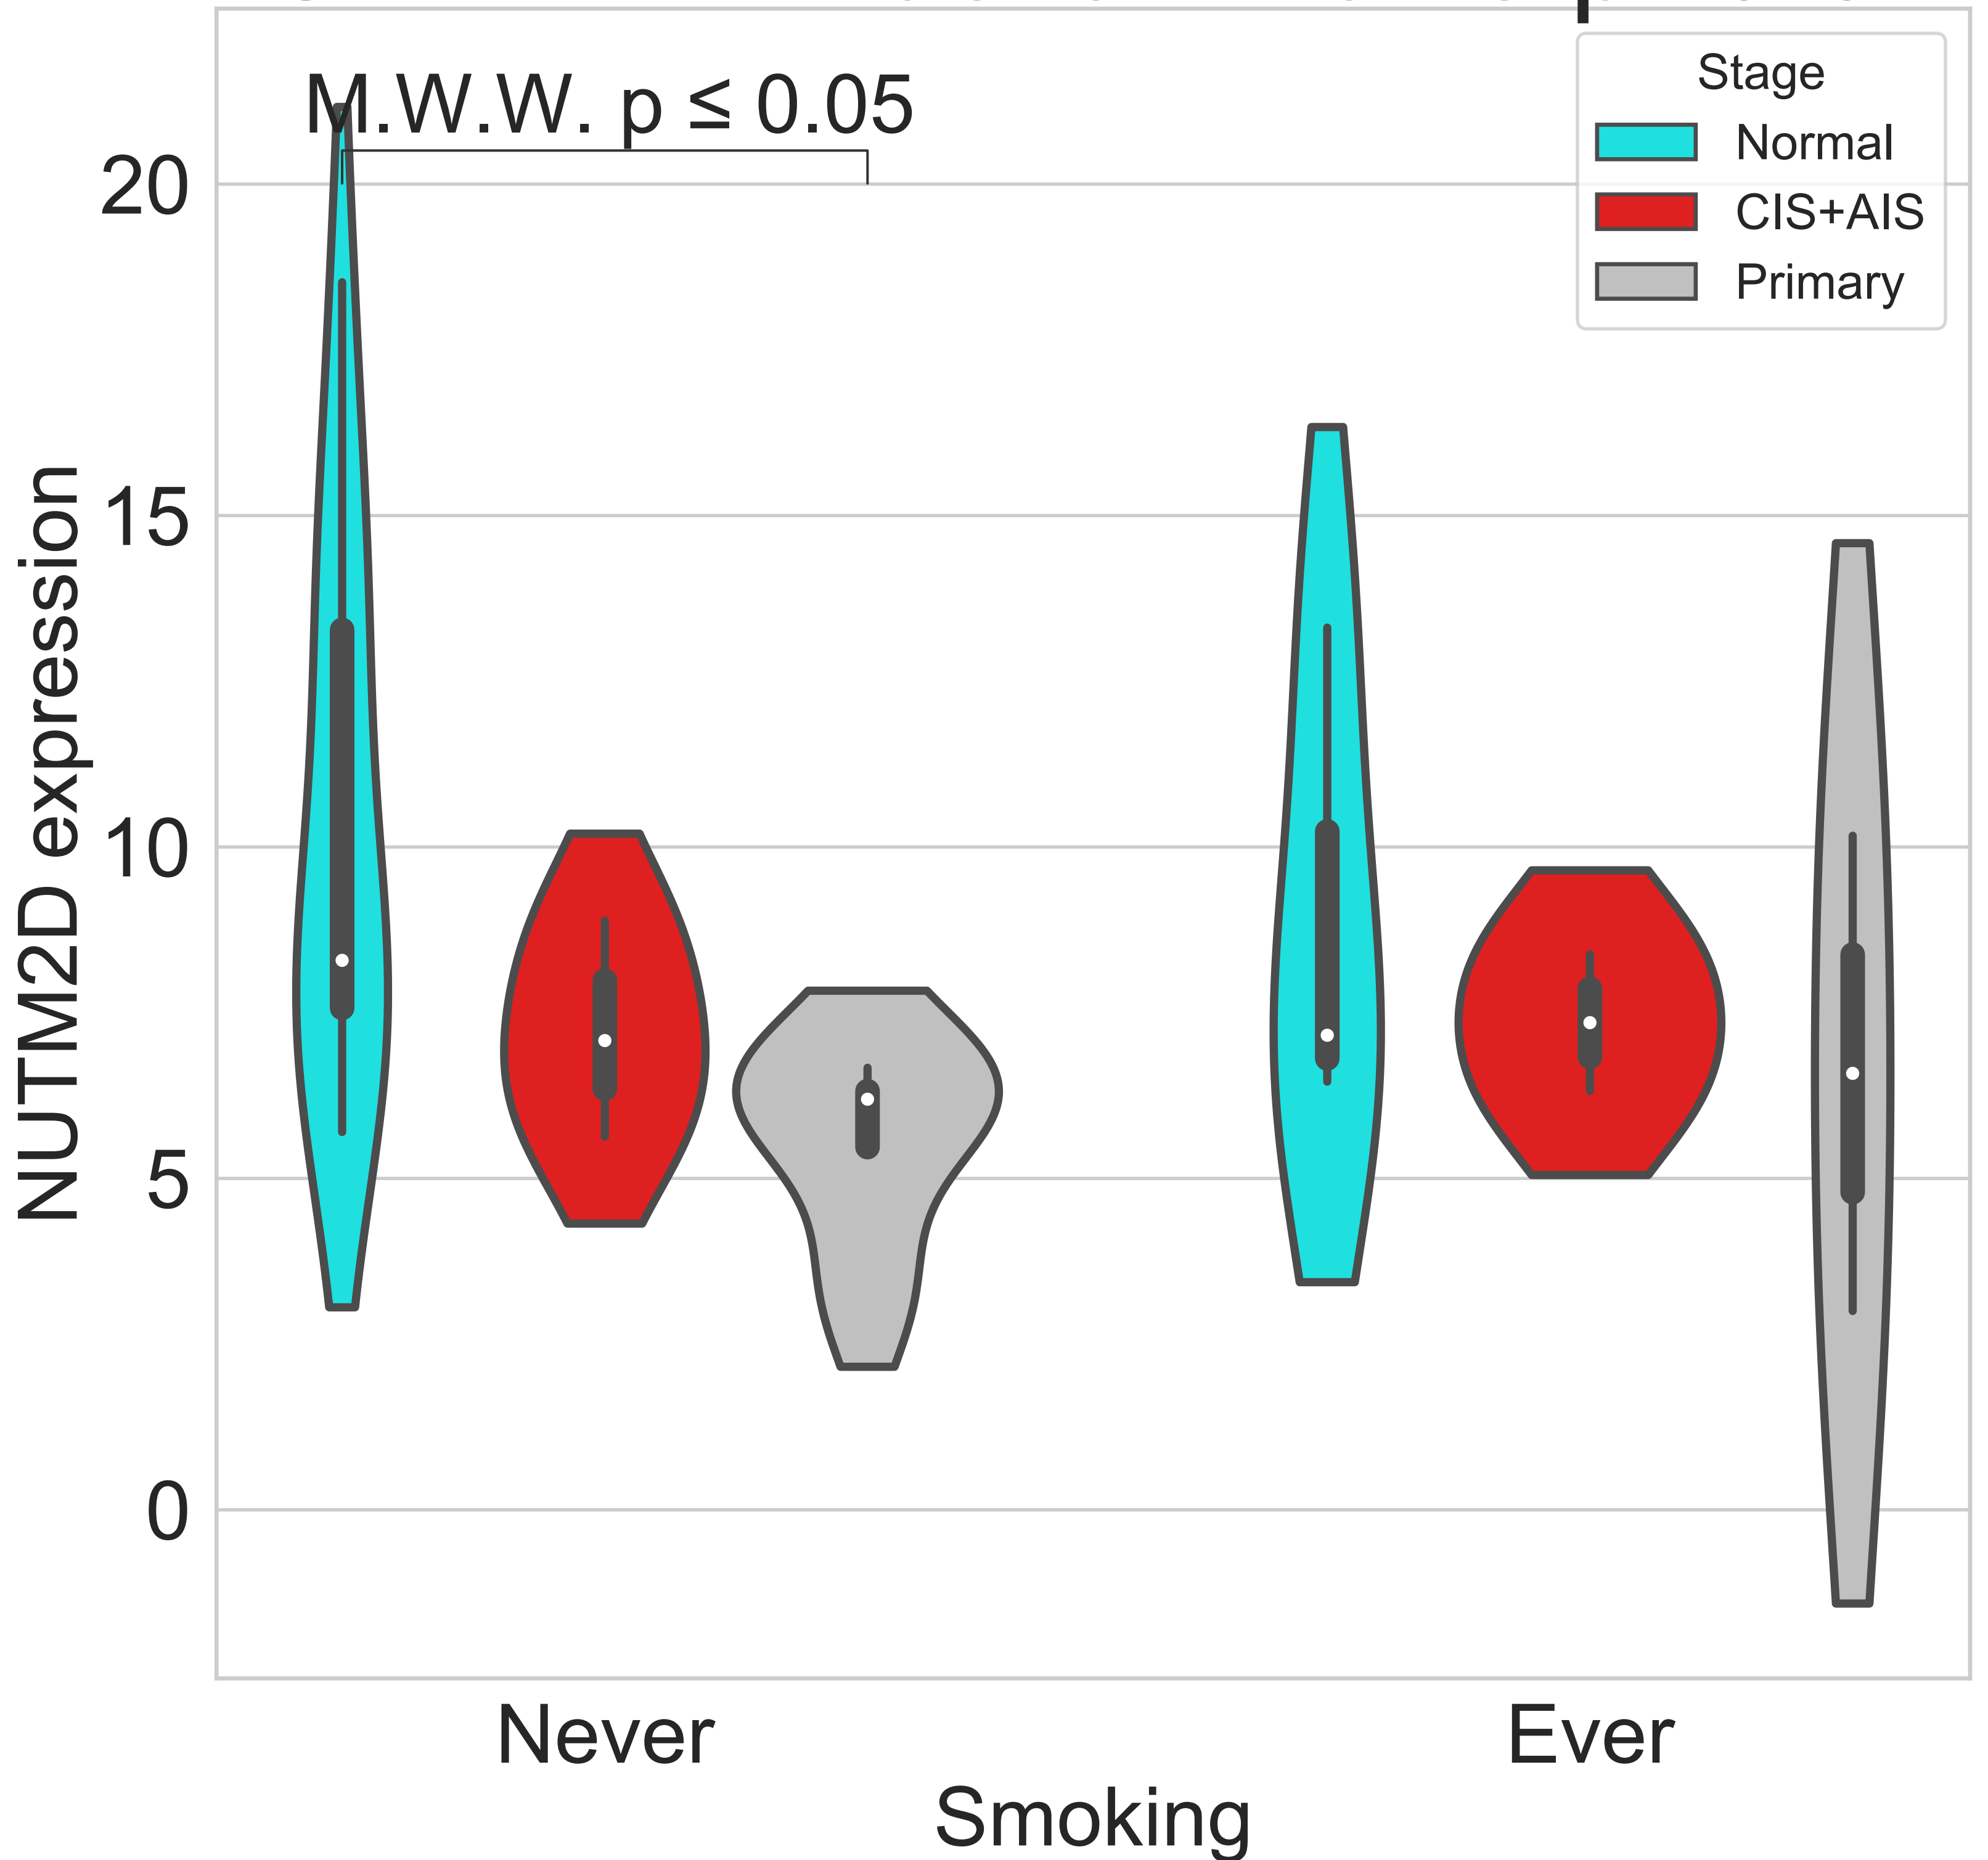 M.W.W. p ≤ 0.05
Stage
Normal
CIS+AIS
Primary
20
15
10
5
0
NUTM2D expression
Never
Ever
Smoking